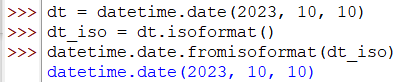 >>> dt = datetime.date(2023, 10, 10)
>>> dt_iso = dt.isoformat()
>>> datetime.date.fromisoformat(dt_iso)
datetime.date(2023, 10, 10)